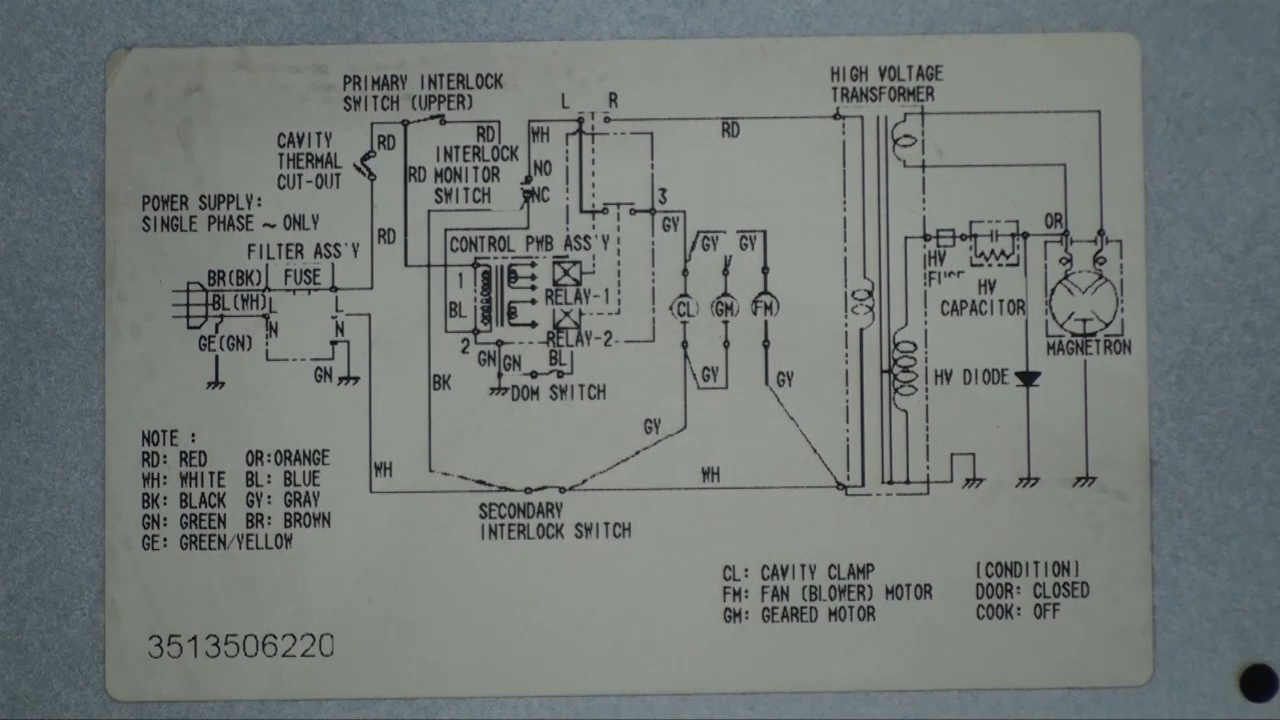 PRIMARY INTERLOCK
SWITCH (UPPER)
HIGH VOLTAGE
TRANSFORMER
L R
CAVITY
THERMAL
CUT-OUT
RD
RD
WH
RD
INTERLOCK
MONITOR
SWITCH
RD
NO
NC
POWER SUPPLY:
SINGLE PHASE ~ ONLY
3
GY
OR
RD
FILTER ASS'Y
CONTROL PWB ASS'Y
GY GY
BR(BK)
FUSE
1
HV
HV
CAPACITOR
BL(WH)
BL
RELAY-1
CL GM FM
L L
N N
GE(GN)
2
RELAY-2
MAGNETRON
GN GN BL
GN
BK
DOM SWITCH
GY
GY
HV DIODE
GY
NOTE :
RD: RED OR:ORANGE
WH: WHITE BL: BLUE
BK: BLACK GY: GRAY
GN: GREEN BR: BROWN
GE: GREEN/YELLOW
WH
WH
SECONDARY
INTERLOCK SWITCH
CL: CAVITY CLAMP
FM: FAN (BLOWER) MOTOR
GM: GEARED MOTOR
[CONDITION]
DOOR: CLOSED
COOK: OFF
3513506220